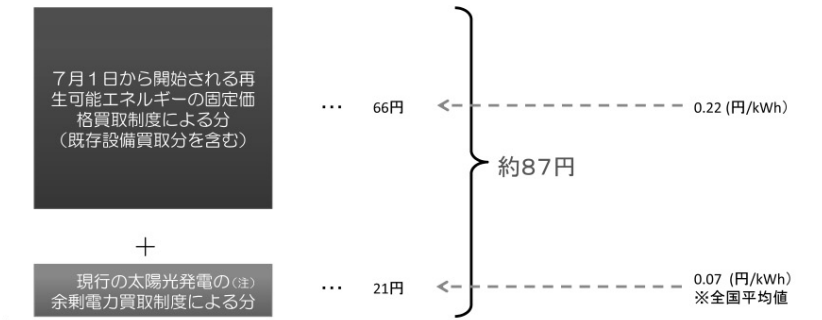 ７月１日から開始される再
生可能エネルギーの固定価
格買取制度による分
（既存設備買取分を含む）
… 66円
0.22 (円/kWh)
約87円
＋
現行の太陽光発電の(注)
余剰電力買取制度による分
… 21円
0.07 (円/kWh)
※全国平均値